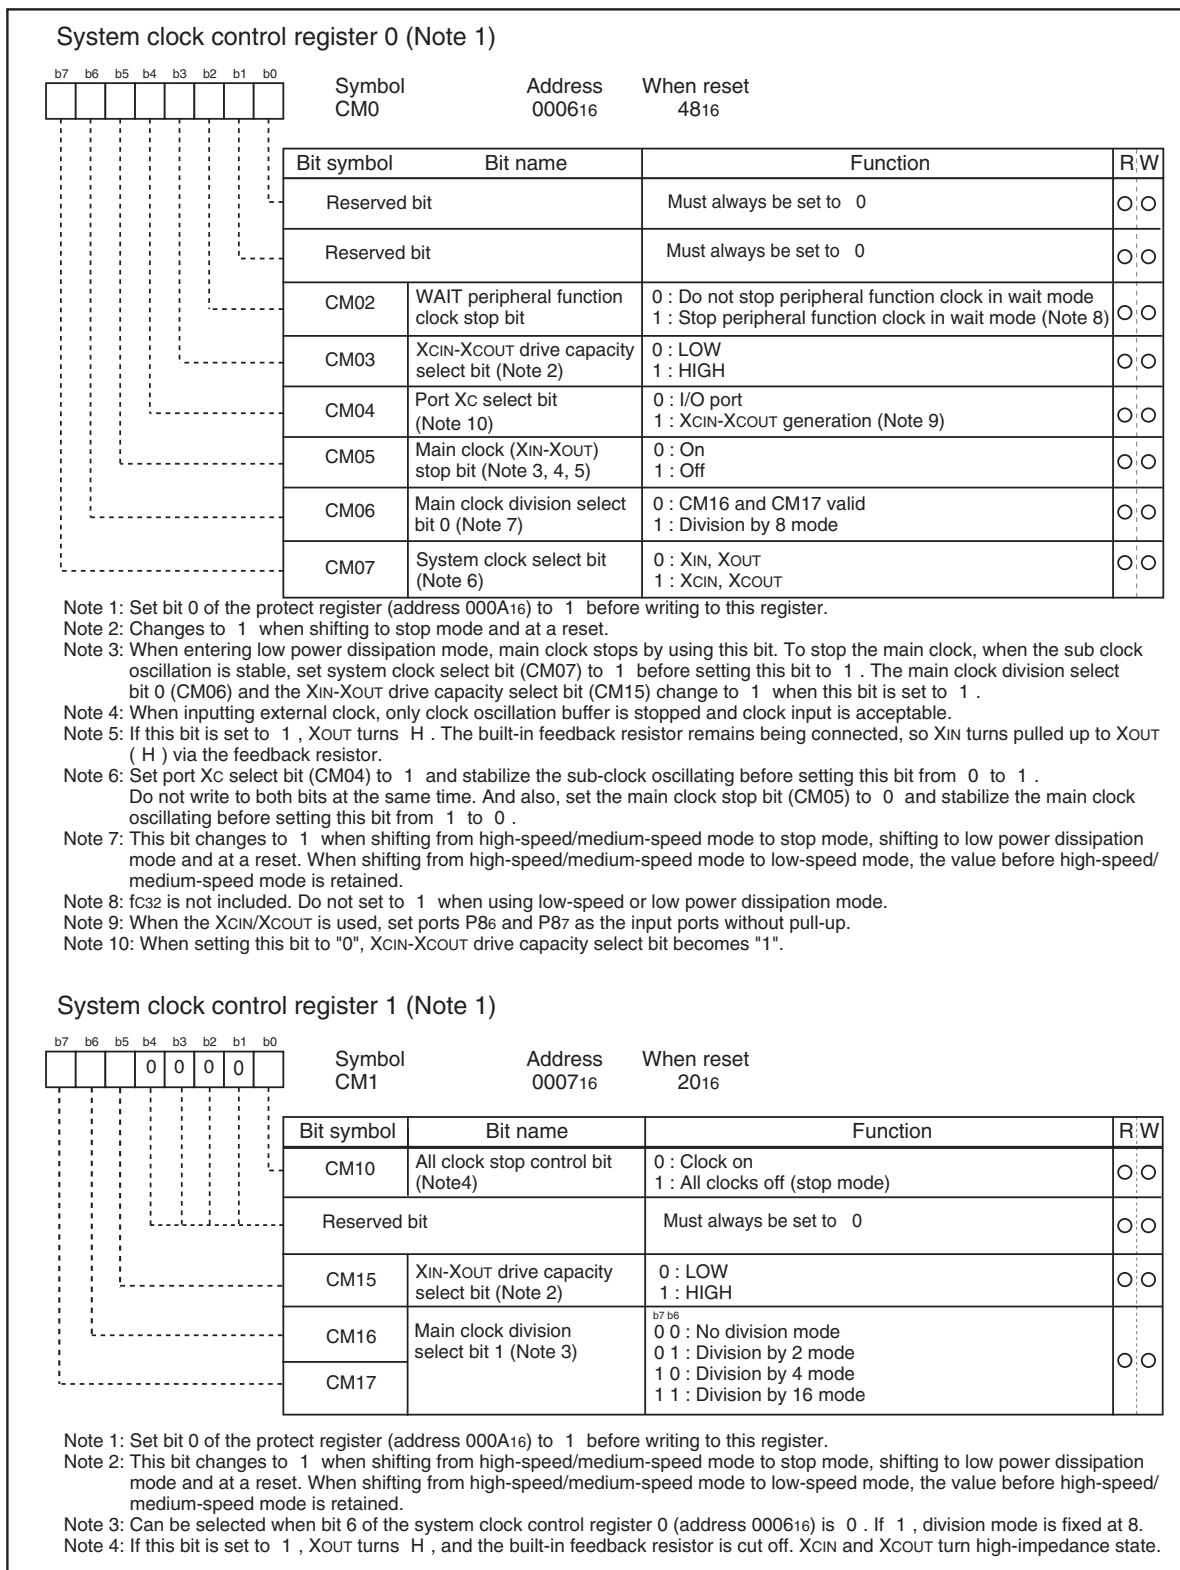 System clock control register 0 (Note 1)
b7 b6 b5 b4 b3 b2 b1 b0
Symbol Address When reset
CM0 000616 4816
Bit symbol Bit name Function R W
Reserved bit Must always be set to 0
Reserved bit Must always be set to 0
CM02 WAIT peripheral function clock stop bit 0 : Do not stop peripheral function clock in wait mode
1 : Stop peripheral function clock in wait mode (Note 8)
CM03 XCIN-XCOUT drive capacity select bit (Note 2) 0 : LOW
1 : HIGH
CM04 Port XC select bit (Note 10) 0 : I/O port
1 : XCIN-XCOUT generation (Note 9)
CM05 Main clock (XIN-XOUT) stop bit (Note 3, 4, 5) 0 : On
1 : Off
CM06 Main clock division select bit 0 (Note 7) 0 : CM16 and CM17 valid
1 : Division by 8 mode
CM07 System clock select bit (Note 6) 0 : XIN, XOUT
1 : XCIN, XCOUT
Note 1: Set bit 0 of the protect register (address 000A16) to 1 before writing to this register.
Note 2: Changes to 1 when shifting to stop mode and at a reset.
Note 3: When entering low power dissipation mode, main clock stops by using this bit. To stop the main clock, when the sub clock
oscillation is stable, set system clock select bit (CM07) to 1 before setting this bit to 1 . The main clock division select
bit 0 (CM06) and the XIN-XOUT drive capacity select bit (CM15) change to 1 when this bit is set to 1 .
Note 4: When inputting external clock, only clock oscillation buffer is stopped and clock input is acceptable.
Note 5: If this bit is set to 1 , XOUT turns H . The built-in feedback resistor remains being connected, so XIN turns pulled up to XOUT
( H ) via the feedback resistor.
Note 6: Set port XC select bit (CM04) to 1 and stabilize the sub-clock oscillating before setting this bit from 0 to 1 .
Do not write to both bits at the same time. And also, set the main clock stop bit (CM05) to 0 and stabilize the main clock
oscillating before setting this bit from 1 to 0 .
Note 7: This bit changes to 1 when shifting from high-speed/medium-speed mode to stop mode, shifting to low power dissipation
mode and at a reset. When shifting from high-speed/medium-speed mode to low-speed mode, the value before high-speed/
medium-speed mode is retained.
Note 8: fC32 is not included. Do not set to 1 when using low-speed or low power dissipation mode.
Note 9: When the XCIN/XCOUT is used, set ports P86 and P87 as the input ports without pull-up.
Note 10: When setting this bit to "0", XCIN-XCOUT drive capacity select bit becomes "1".
System clock control register 1 (Note 1)
b7 b6 b5 b4 b3 b2 b1 b0
0 0 0 0
Symbol Address When reset
CM1 000716 2016
Bit symbol Bit name Function R W
CM10 All clock stop control bit (Note4) 0 : Clock on
1 : All clocks off (stop mode)
Reserved bit Must always be set to 0
CM15 XIN-XOUT drive capacity select bit (Note 2) 0 : LOW
1 : HIGH
b7 b6
CM16 Main clock division select bit 1 (Note 3) 0 0 : No division mode
0 1 : Division by 2 mode
CM17 1 0 : Division by 4 mode
1 1 : Division by 16 mode
Note 1: Set bit 0 of the protect register (address 000A16) to 1 before writing to this register.
Note 2: This bit changes to 1 when shifting from high-speed/medium-speed mode to stop mode, shifting to low power dissipation
mode and at a reset. When shifting from high-speed/medium-speed mode to low-speed mode, the value before high-speed/
medium-speed mode is retained.
Note 3: Can be selected when bit 6 of the system clock control register 0 (address 000616) is 0 . If 1 , division mode is fixed at 8.
Note 4: If this bit is set to 1 , XOUT turns H , and the built-in feedback resistor is cut off. XCIN and XCOUT turn high-impedance state.